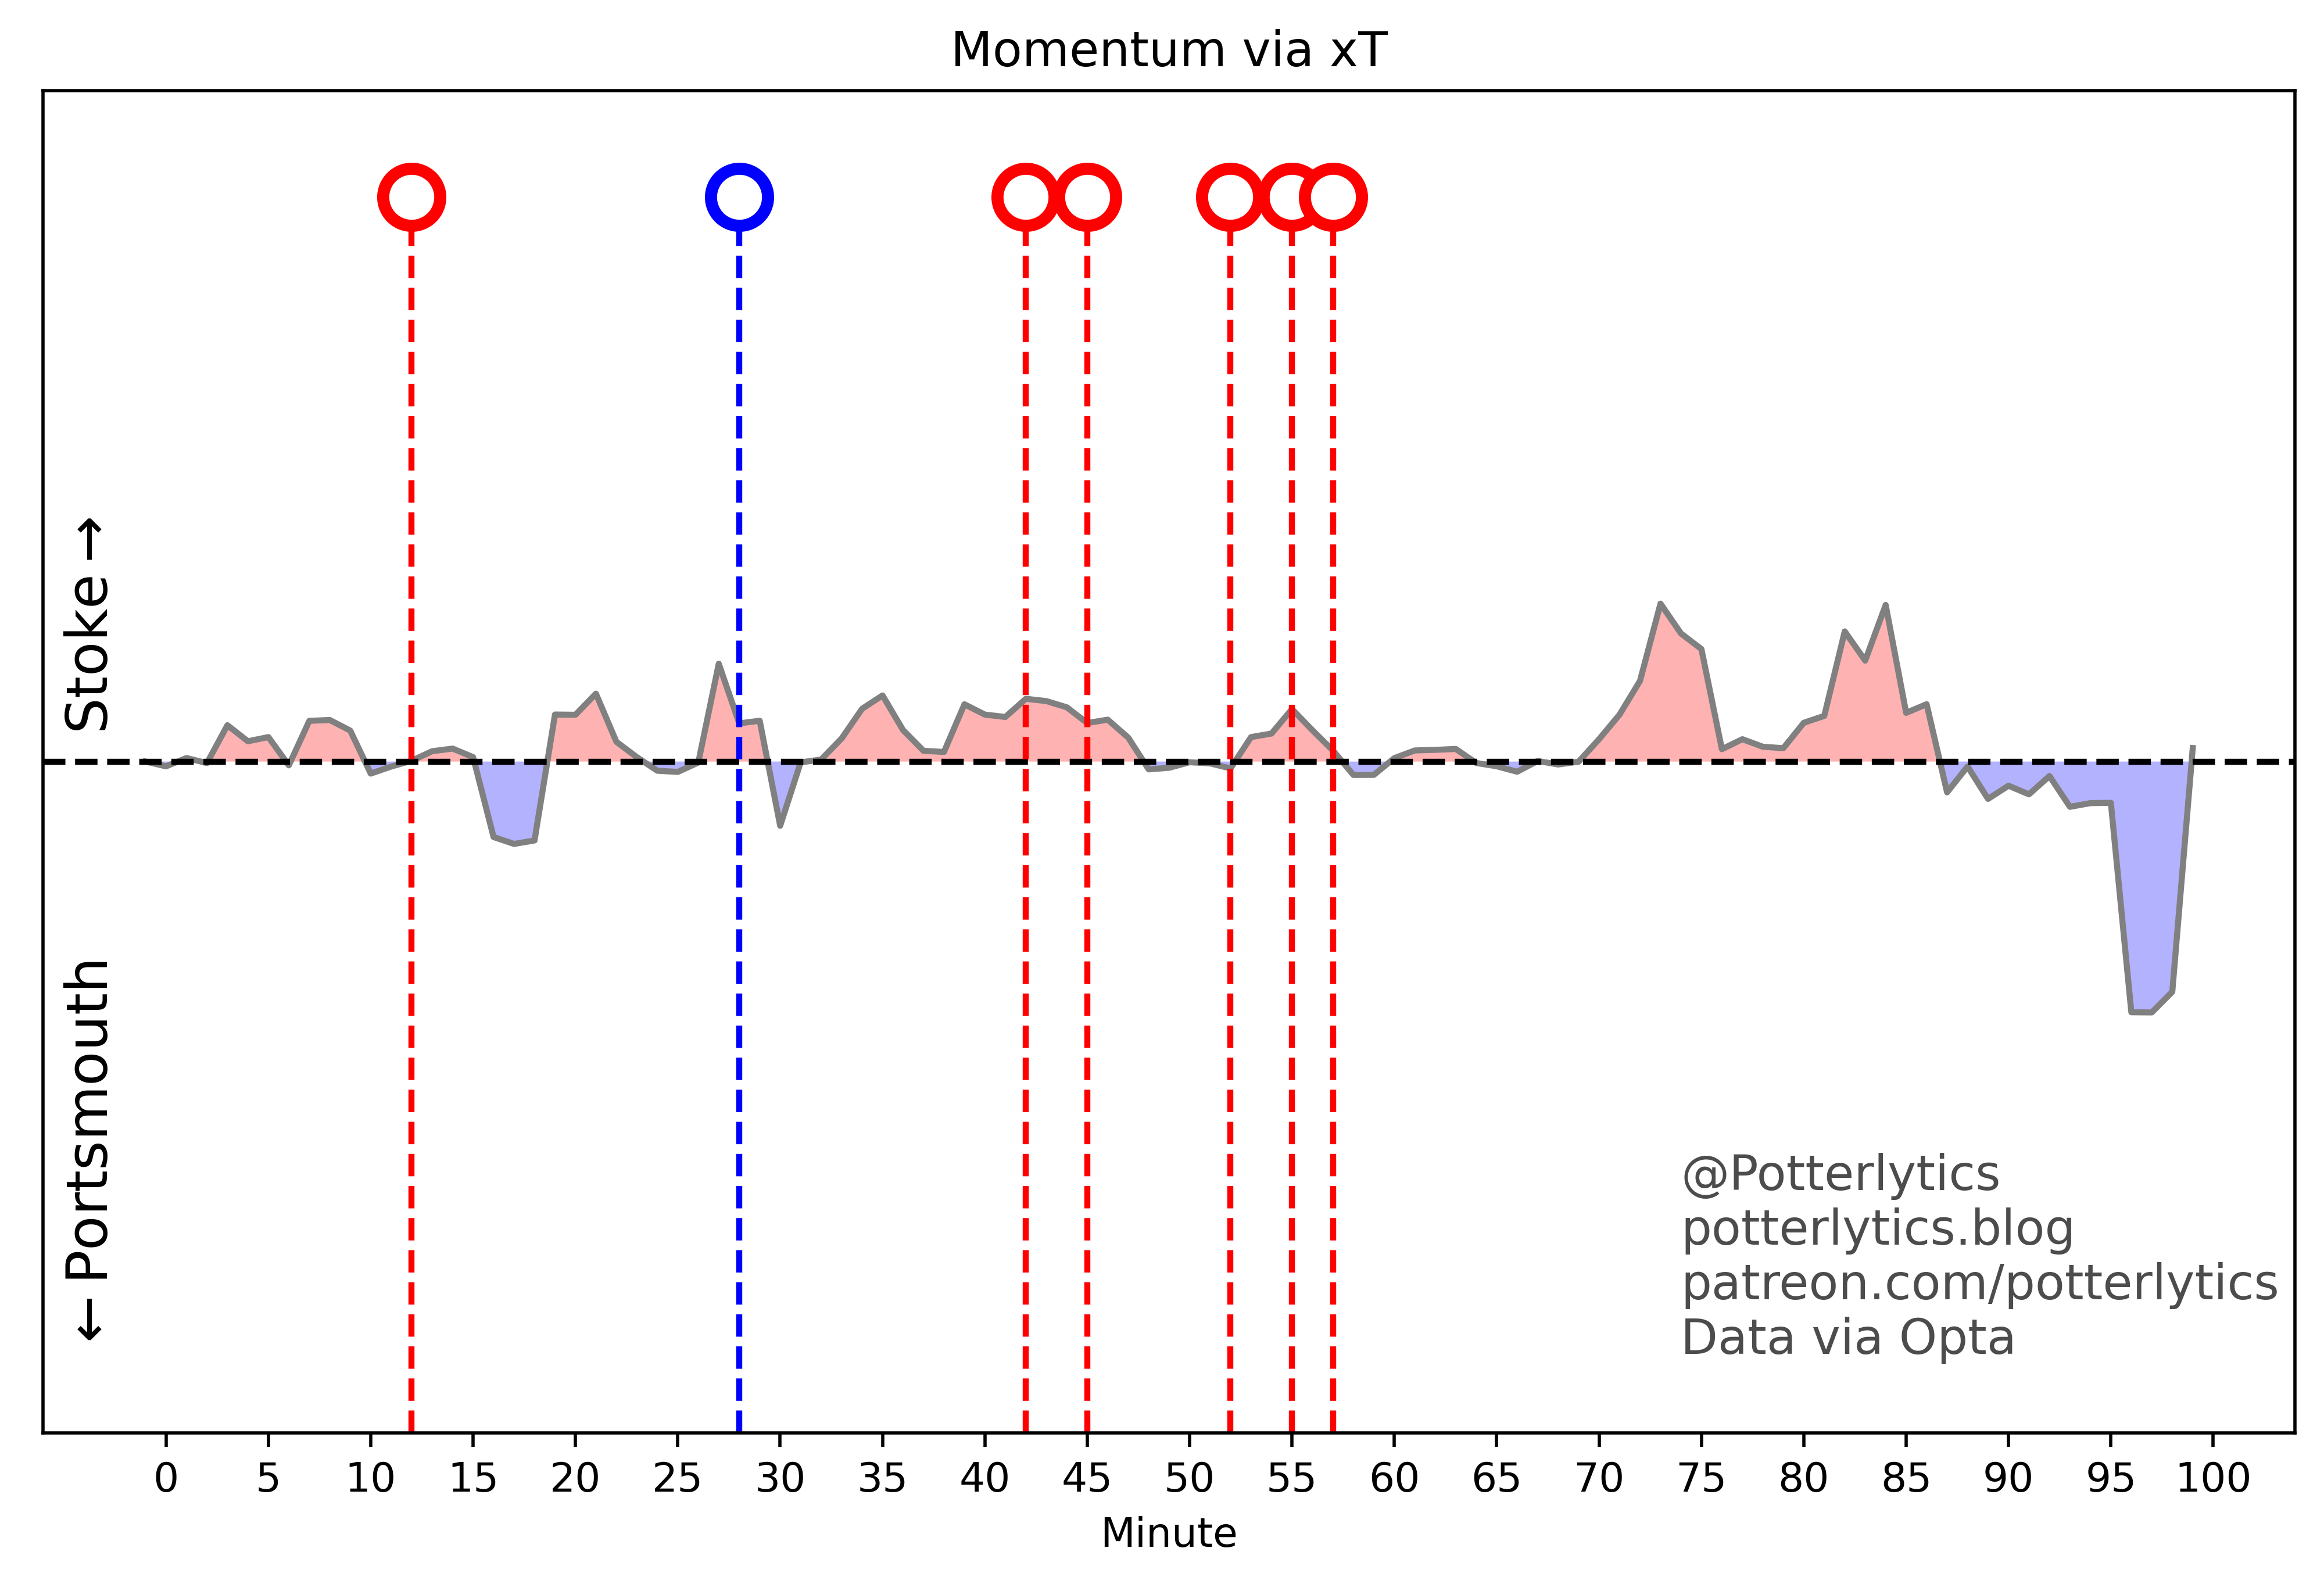 Momentum via xT
Stoke →
← Portsmouth
@Potterlytics
potterlytics.blog
patreon.com/potterlytics
Data via Opta
0 5 10 15 20 25 30 35 40 45 50 55 60 65 70 75 80 85 90 95 100
Minute